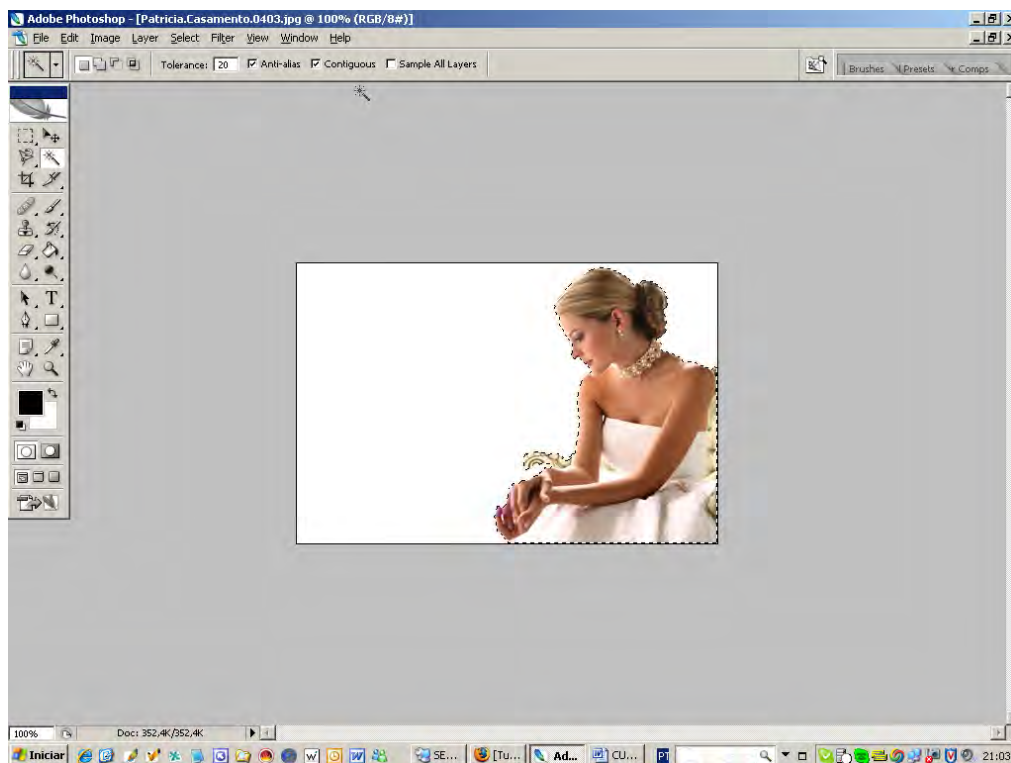 Adobe Photoshop - [Patricia.Casamento.0403.jpg @ 100% (RGB/8#)]
File Edit Image Layer Select Filter View Window Help
Tolerance: 20 Anti-alias Contiguous Sample All Layers
Brushes Presets Comps
T
100% Doc: 352,4K/352,4K
Iniciar W W SE... [Tu... Ad... CU... PT 21:03